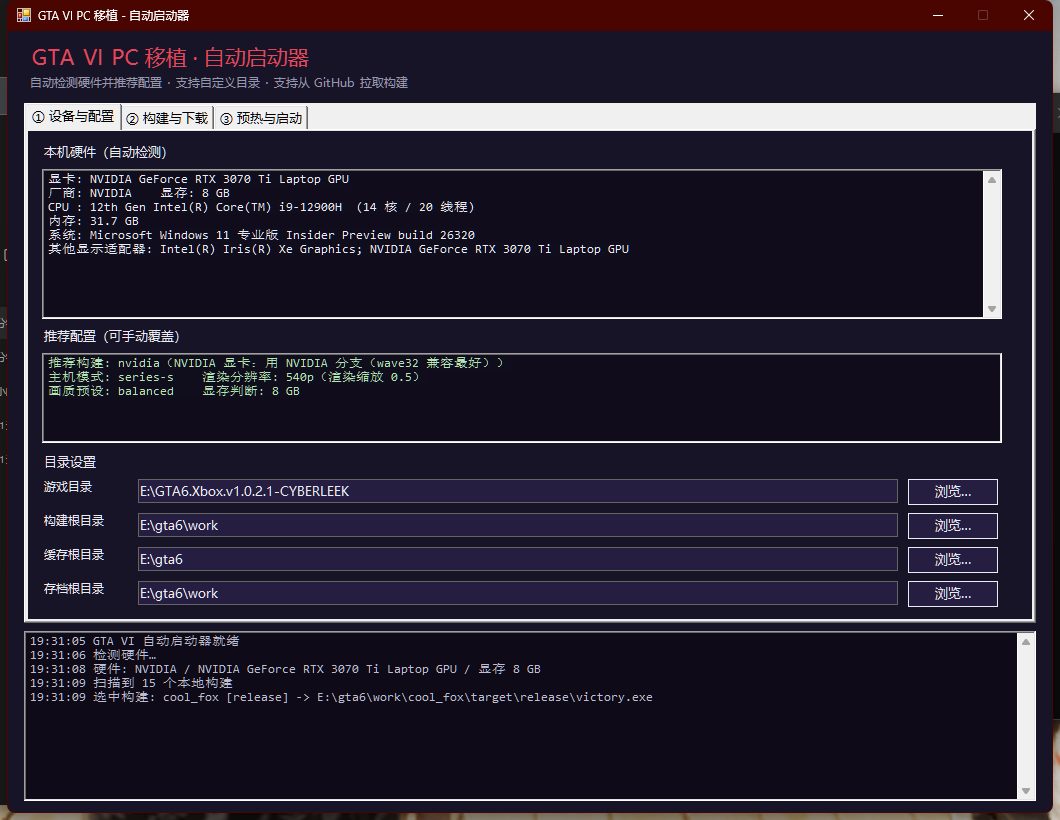 GTA VI PC 移植 - 自动启动器
GTA VI PC 移植 · 自动启动器
自动检测硬件并推荐配置 · 支持自定义目录 · 支持从 GitHub 拉取构建
① 设备与配置 ② 构建与下载 ③ 预热与启动
本机硬件（自动检测）
显卡: NVIDIA GeForce RTX 3070 Ti Laptop GPU
厂商: NVIDIA 显存: 8 GB
CPU : 12th Gen Intel(R) Core(TM) i9-12900H （14 核 / 20 线程）
内存: 31.7 GB
系统: Microsoft Windows 11 专业版 Insider Preview build 26320
其他显示适配器: Intel(R) Iris(R) Xe Graphics; NVIDIA GeForce RTX 3070 Ti Laptop GPU
推荐配置（可手动覆盖）
推荐构建: nvidia（NVIDIA 显卡: 用 NVIDIA 分支（wave32 兼容最好））
主机模式: series-s 渲染分辨率: 540p（渲染缩放 0.5）
画质预设: balanced 显存判断: 8 GB
目录设置
游戏目录 E:\GTA6.Xbox.v1.0.2.1-CYBERLEEK 浏览...
构建根目录 E:\gta6\work 浏览...
缓存根目录 E:\gta6 浏览...
存档根目录 E:\gta6\work 浏览...
19:31:05 GTA VI 自动启动器就绪
19:31:06 检测硬件…
19:31:08 硬件: NVIDIA / NVIDIA GeForce RTX 3070 Ti Laptop GPU / 显存 8 GB
19:31:09 扫描到 15 个本地构建
19:31:09 选中构建: cool_fox [release] -> E:\gta6\work\cool_fox\target\release\victory.exe